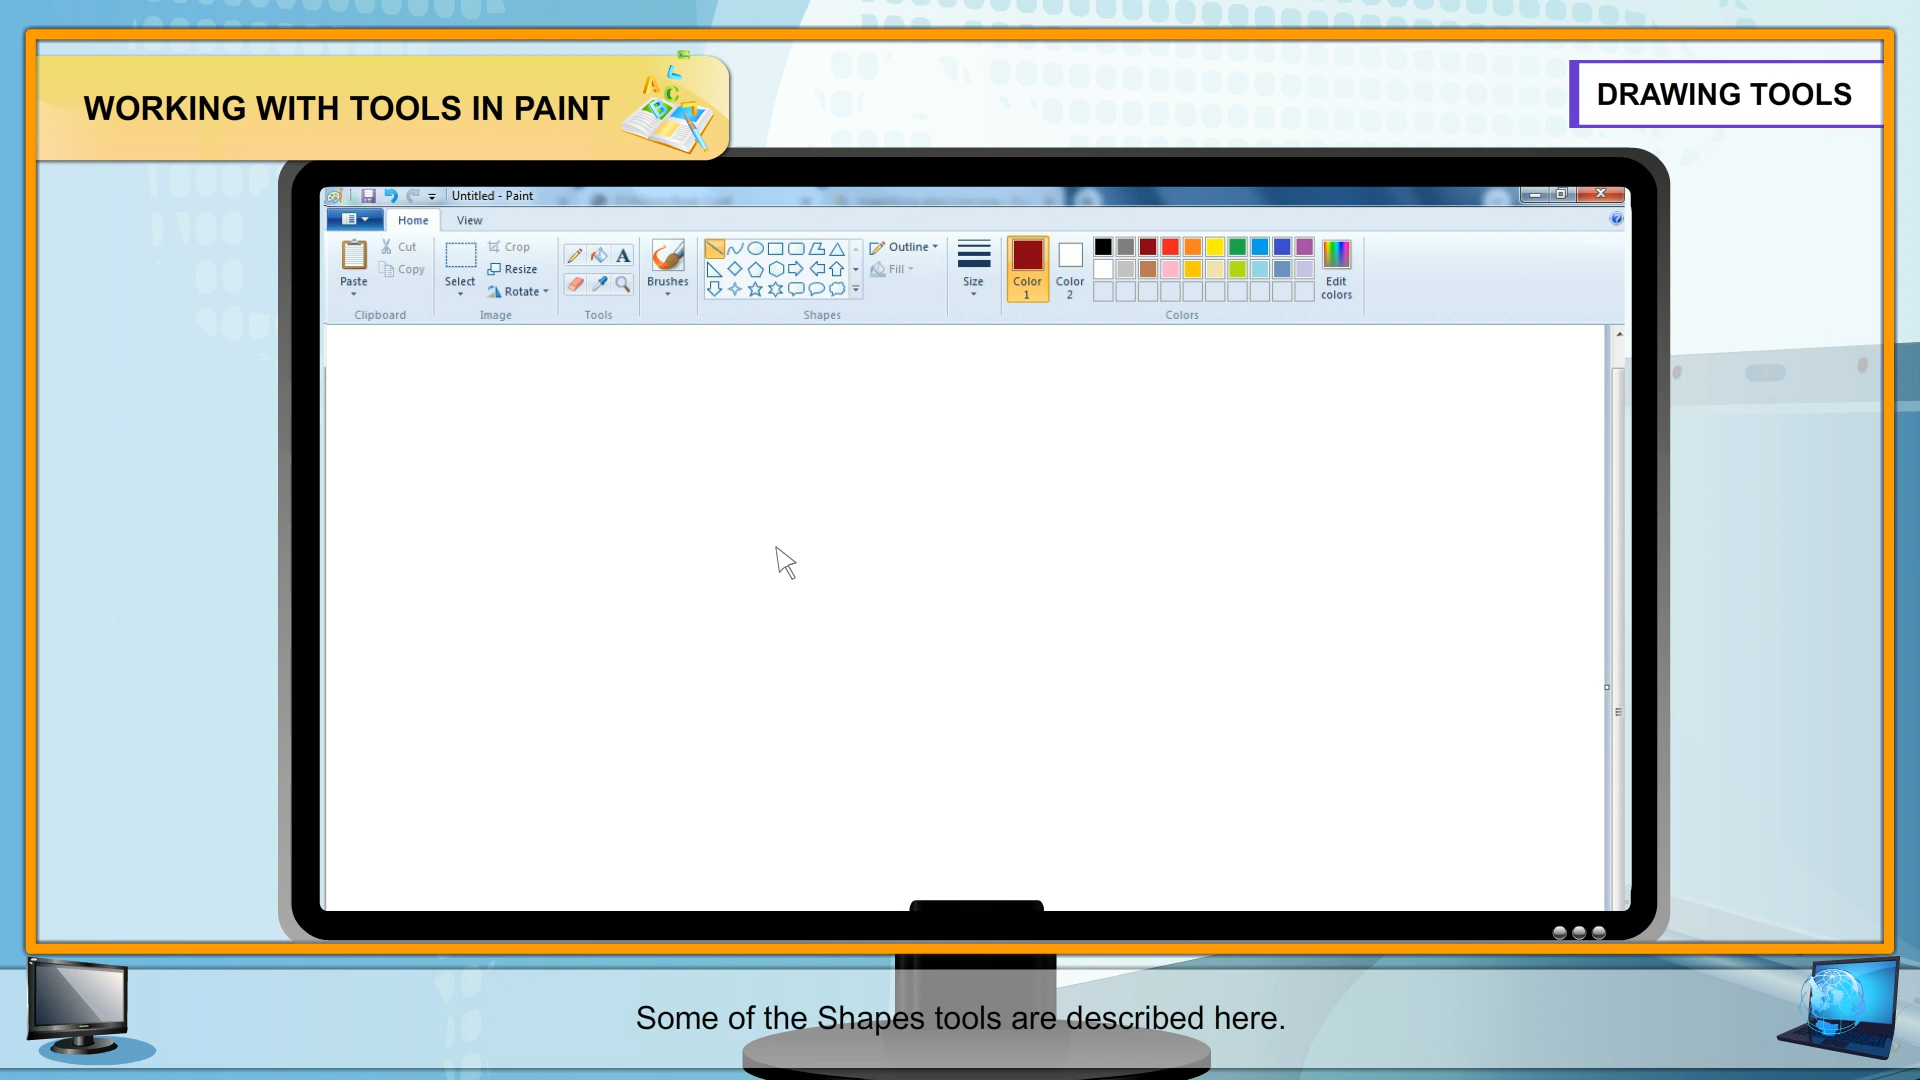 WORKING WITH TOOLS IN PAINT
DRAWING TOOLS
Untitled - Paint
Home View
Cut
Copy
Paste
Clipboard
Crop
Resize
Rotate
Select
Image
A
Tools
Brushes
Shapes
Outline
Fill
Size
Color 1
Color 2
Edit colors
Colors
Some of the Shapes tools are described here.